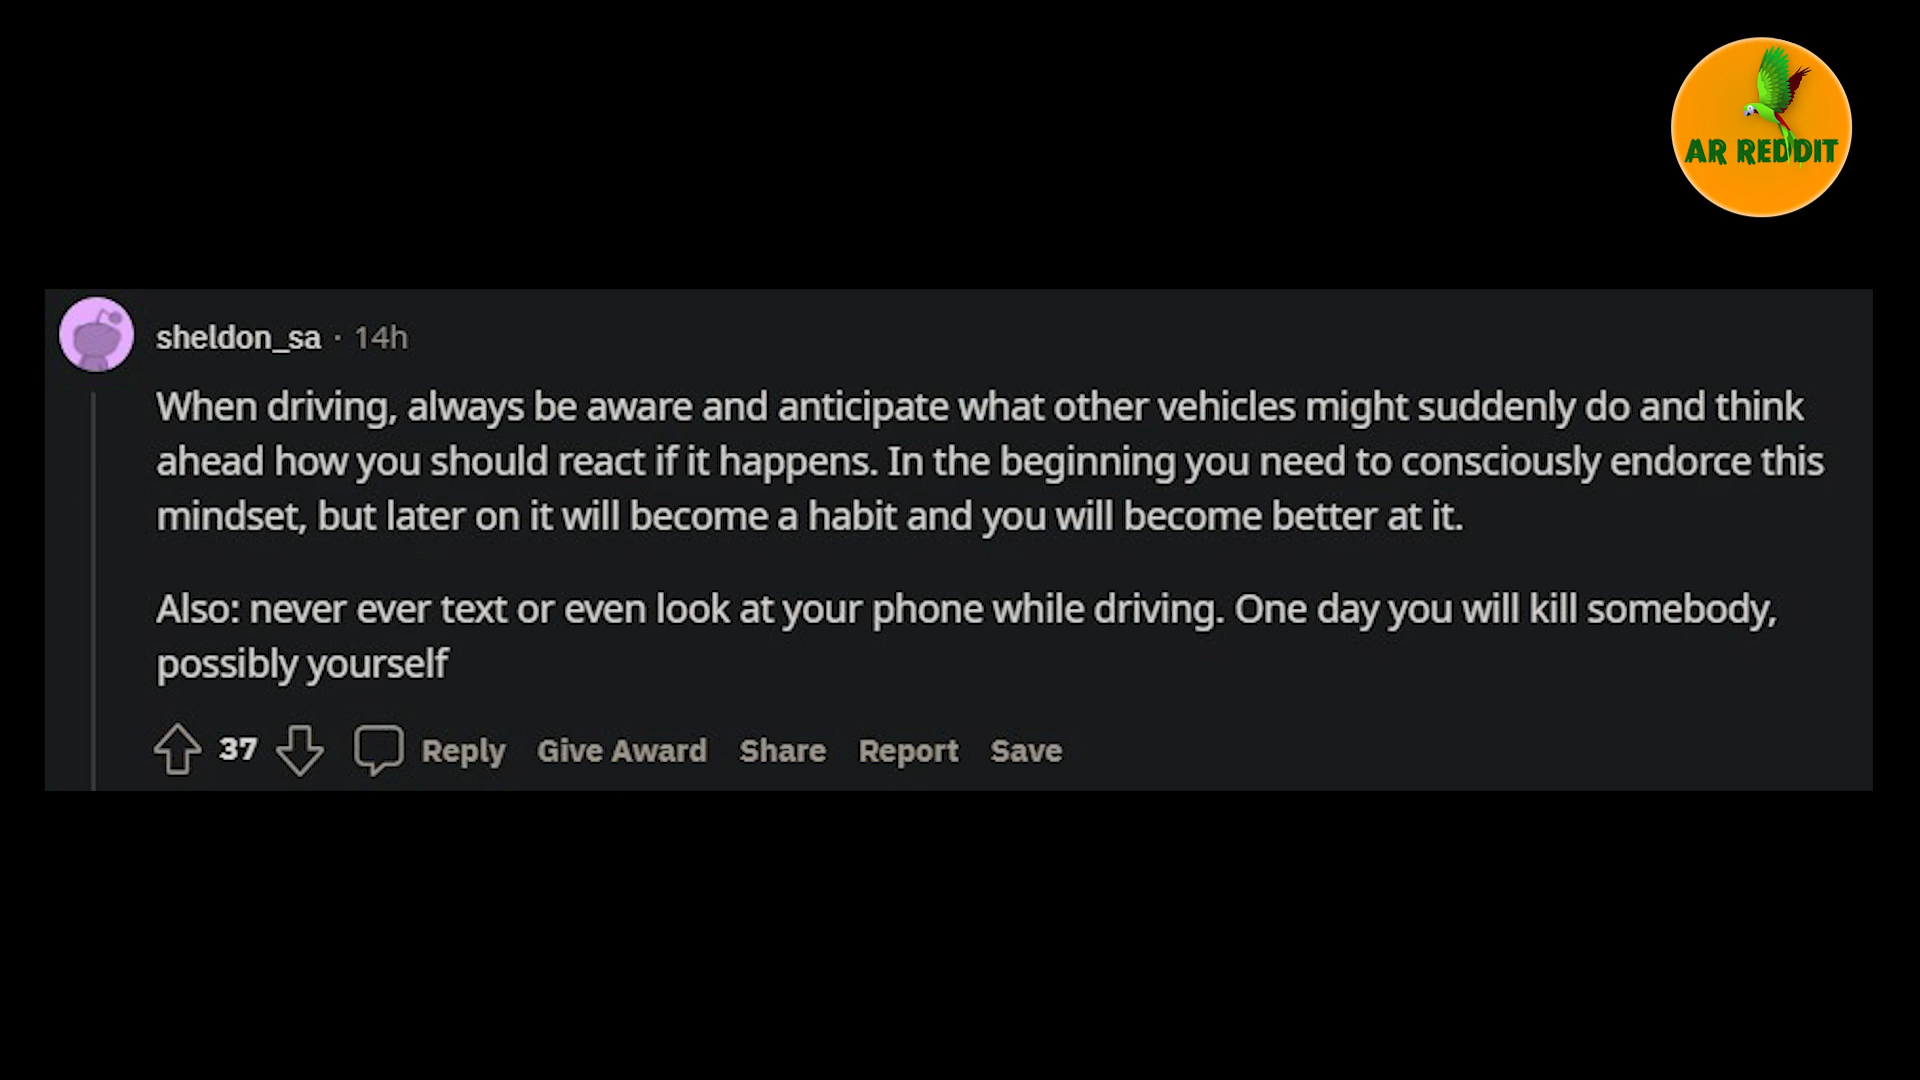 AR REDDIT
sheldon_sa · 14h
When driving, always be aware and anticipate what other vehicles might suddenly do and think
ahead how you should react if it happens. In the beginning you need to consciously endorce this
mindset, but later on it will become a habit and you will become better at it.
Also: never ever text or even look at your phone while driving. One day you will kill somebody,
possibly yourself
37 Reply Give Award Share Report Save